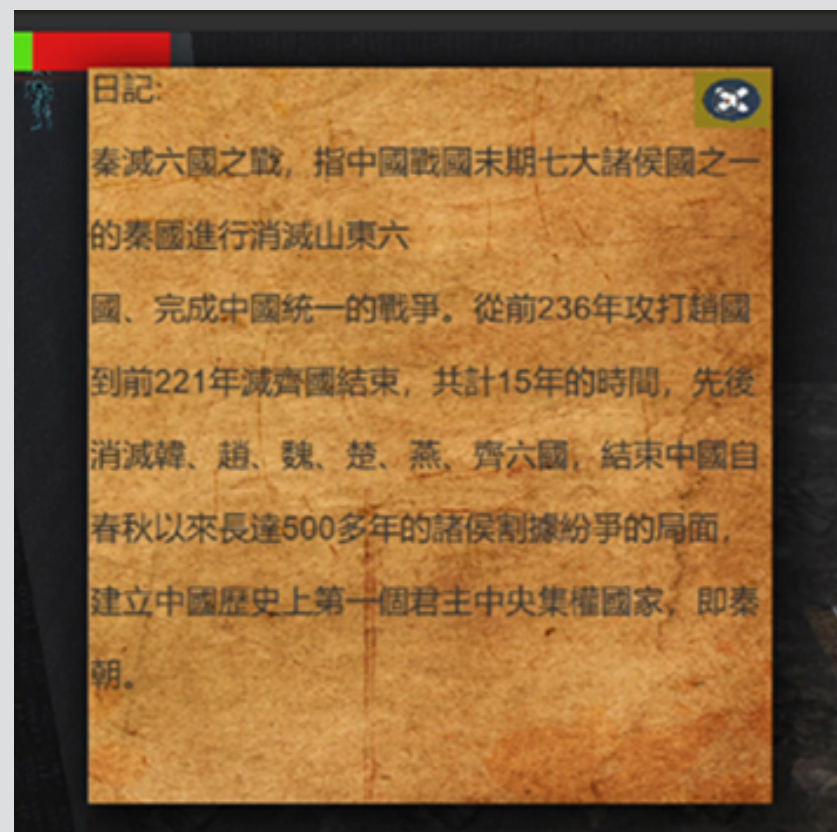 日記:
秦滅六國之戰，指中國戰國末期七大諸侯國之一
的秦國進行消滅山東六
國、完成中國統一的戰爭。從前236年攻打趙國
到前221年滅齊國結束，共計15年的時間，先後
消滅韓、趙、魏、楚、燕、齊六國，結束中國自
春秋以來長達500多年的諸侯割據紛爭的局面，
建立中國歷史上第一個君主中央集權國家，即秦
朝。